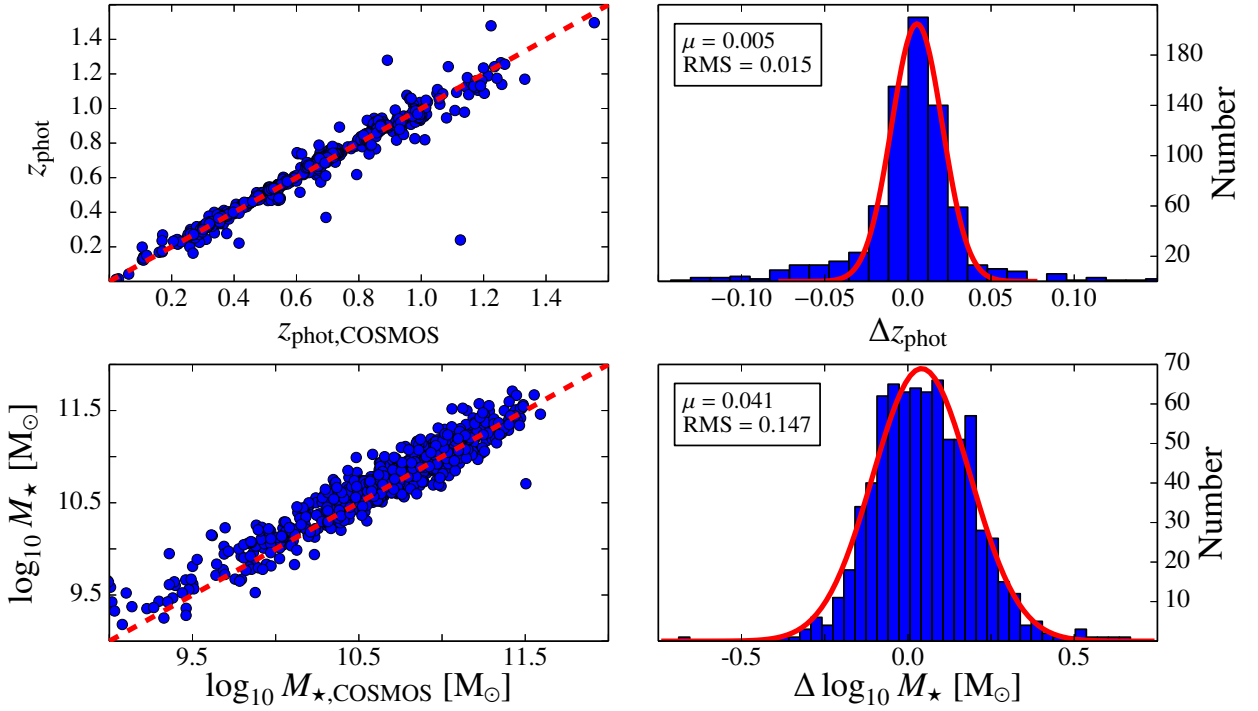 1.4
1.2
1.0
0.8
0.6
0.4
0.2
z_phot
0.2 0.4 0.6 0.8 1.0 1.2 1.4
z_phot,COSMOS
μ = 0.005
RMS = 0.015
180
140
100
60
20
Number
−0.10 −0.05 0.0 0.05 0.10
Δz_phot
11.5
10.5
9.5
log₁₀ M⋆ [M⊙]
9.5 10.5 11.5
log₁₀ M⋆,COSMOS [M⊙]
μ = 0.041
RMS = 0.147
70
60
50
40
30
20
10
Number
-0.5 0.0 0.5
Δ log₁₀ M⋆ [M⊙]